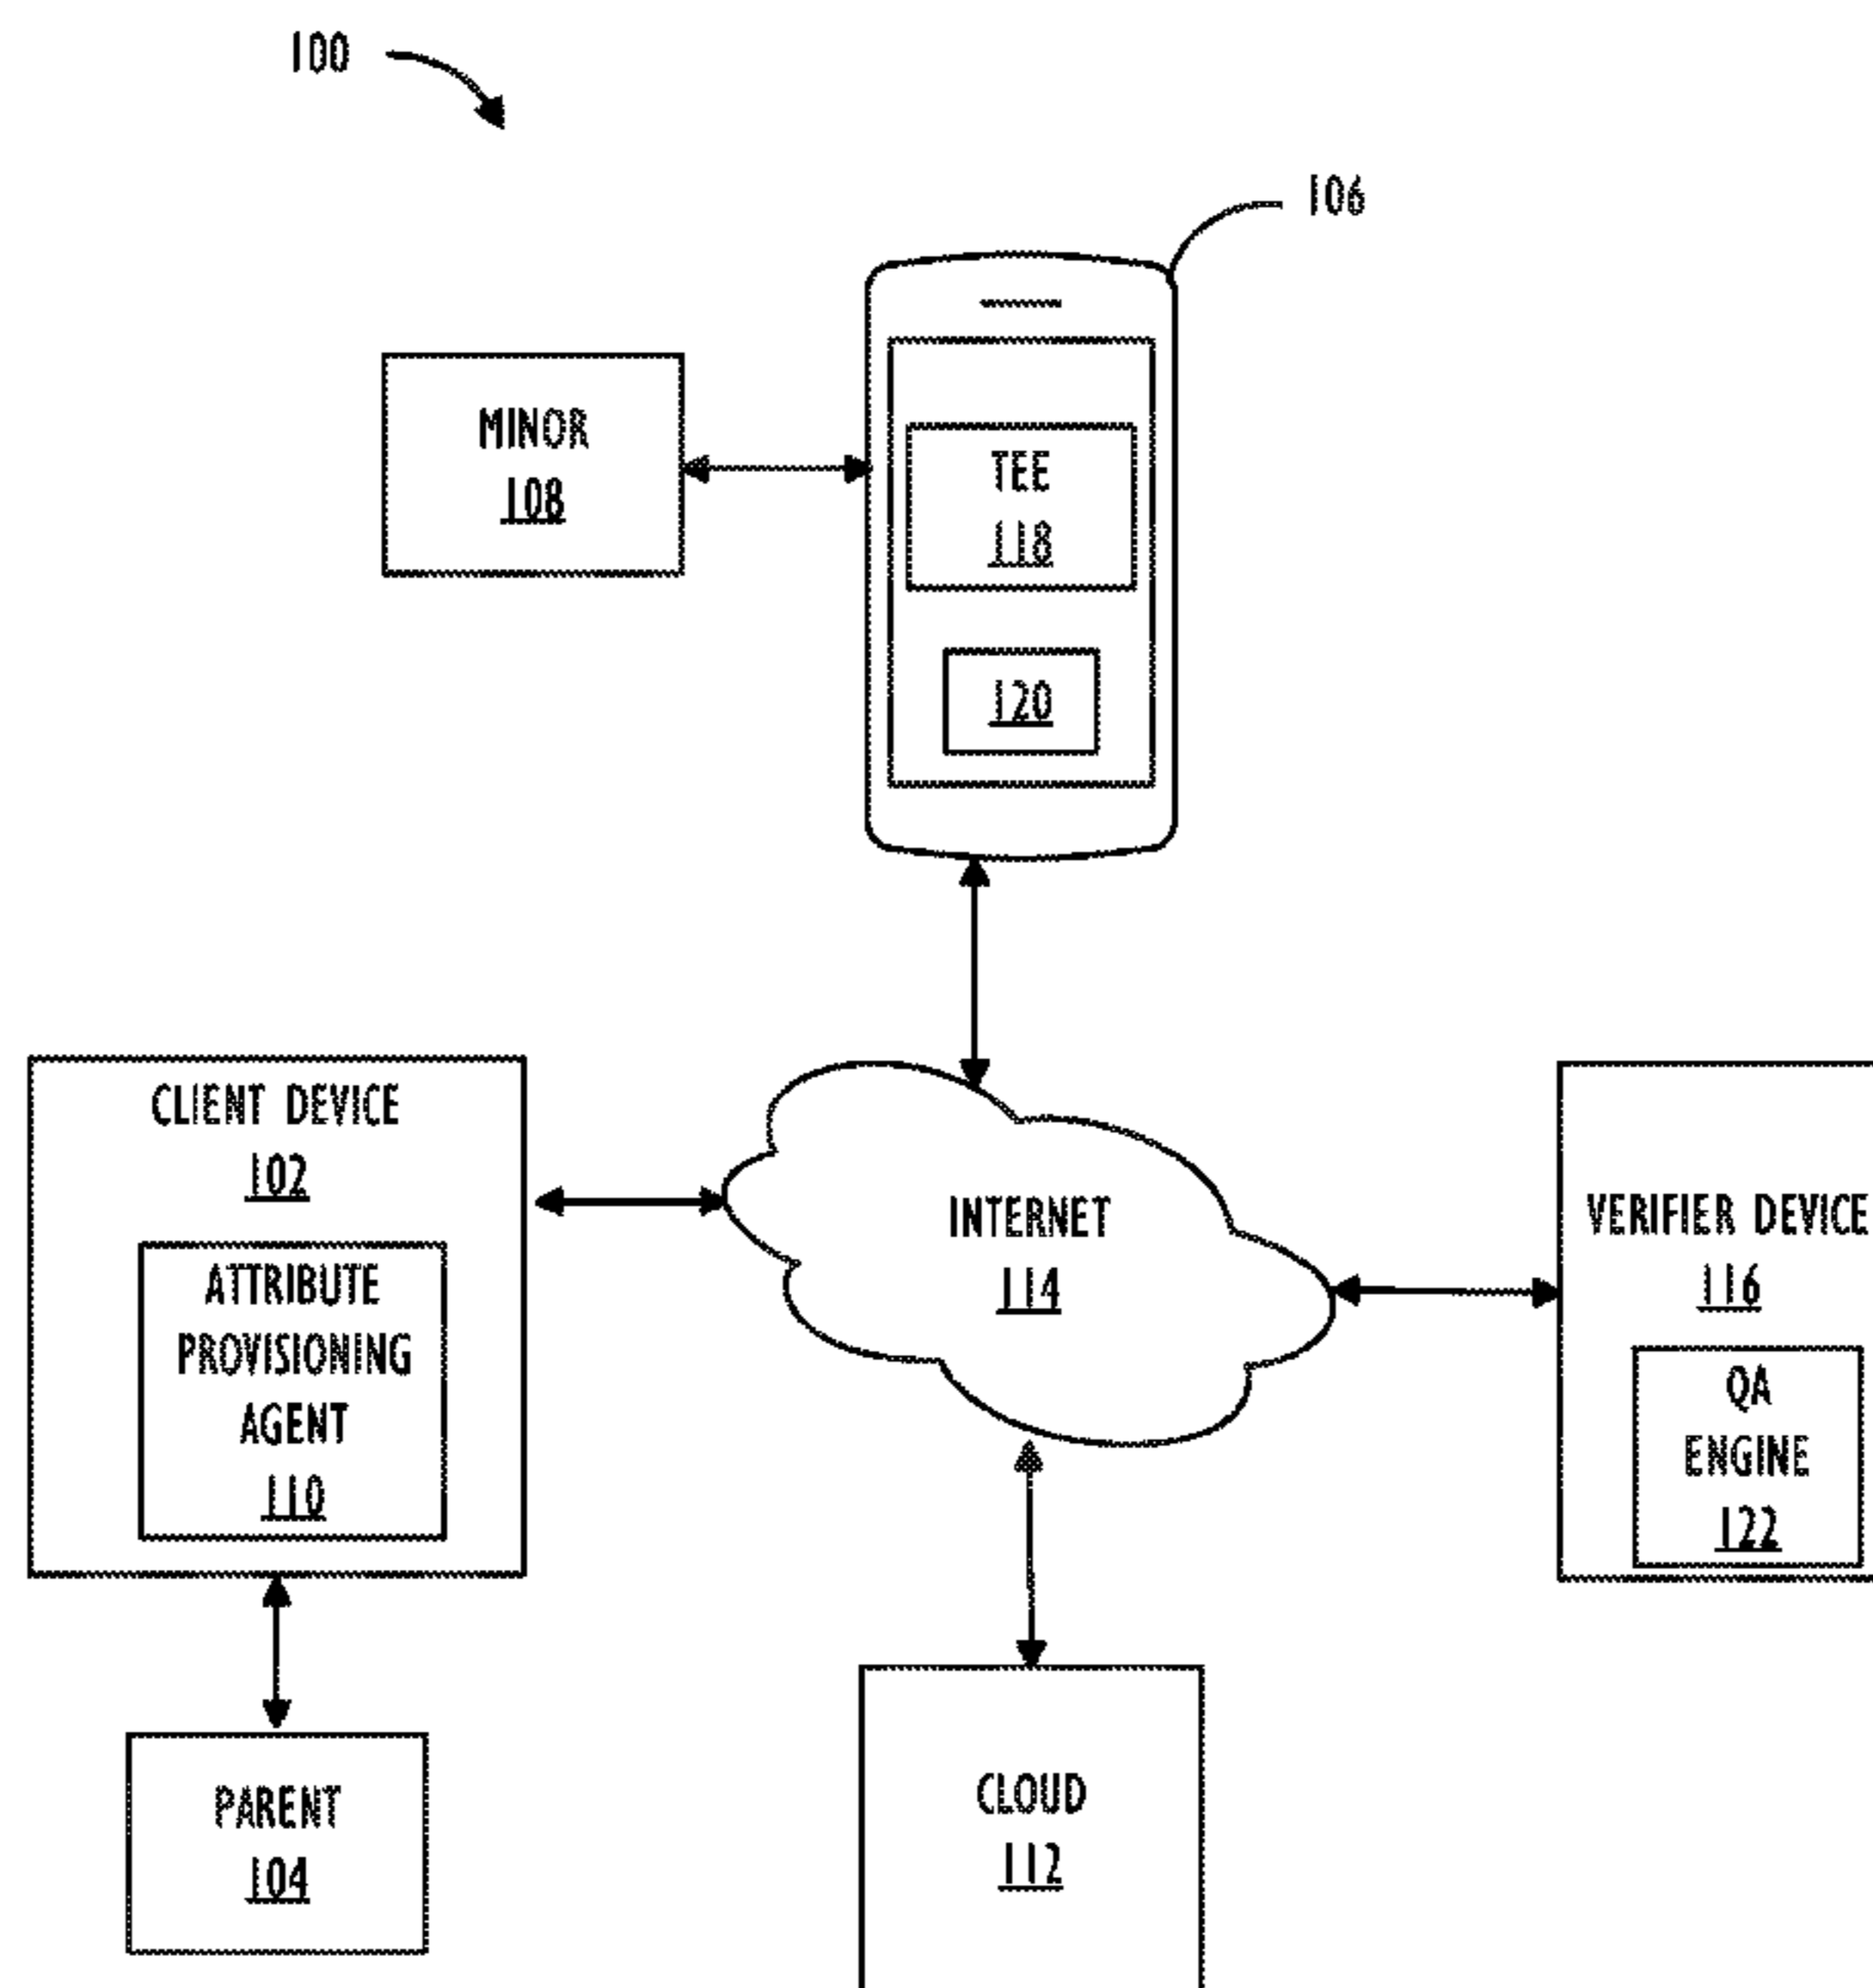 100
106
MINOR
108
TEE
118
120
CLIENT DEVICE
102
ATTRIBUTE
PROVISIONING
AGENT
110
INTERNET
114
VERIFIER DEVICE
116
QA
ENGINE
122
PARENT
104
CLOUD
112